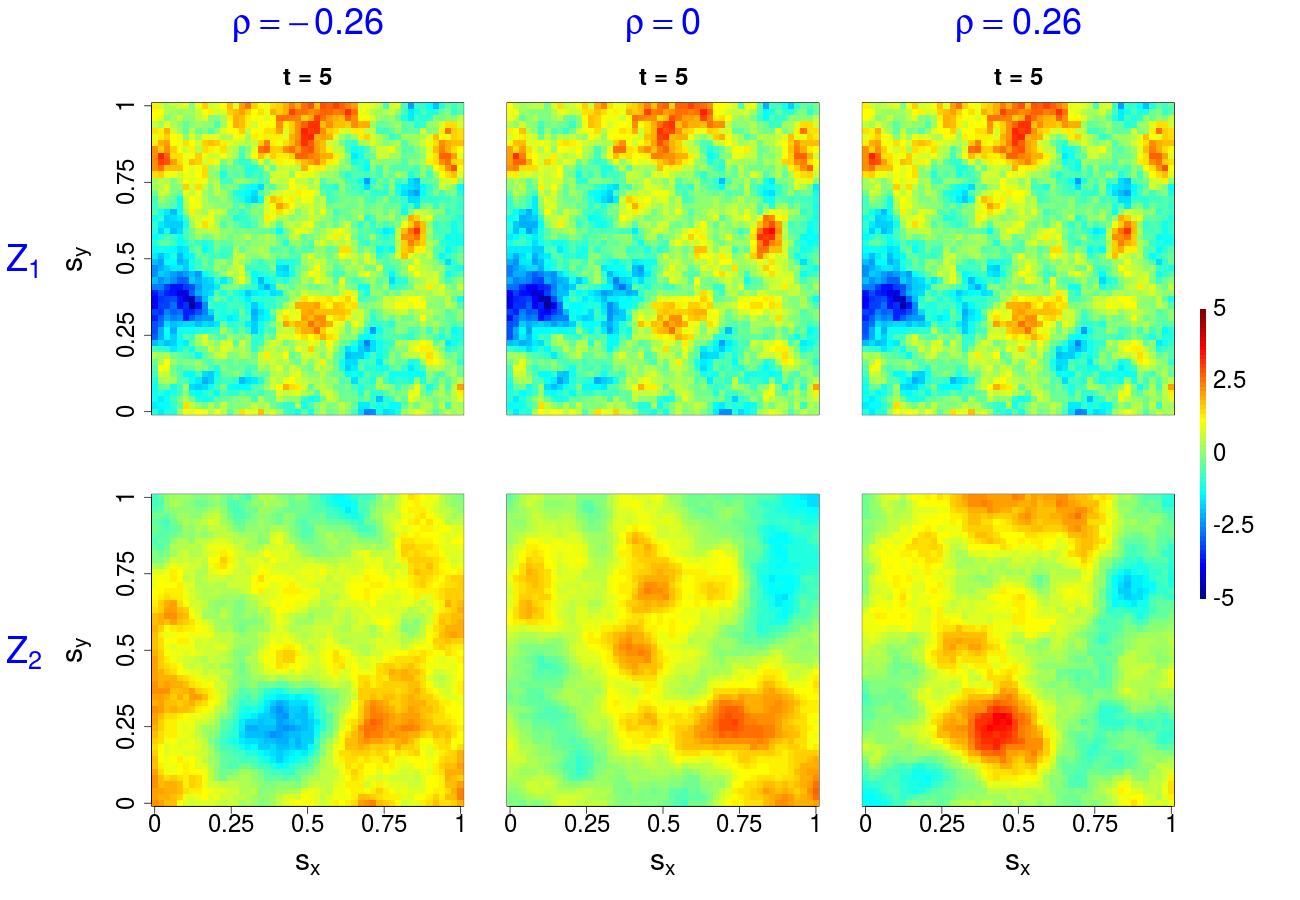 ρ = −0.26 ρ = 0 ρ = 0.26
t = 5 t = 5 t = 5
Z1
sy
1
0.75
0.5
0.25
0
5
2.5
0
-2.5
-5
Z2
sy
1
0.75
0.5
0.25
0
0 0.25 0.5 0.75 1 0 0.25 0.5 0.75 1 0 0.25 0.5 0.75 1
sx sx sx